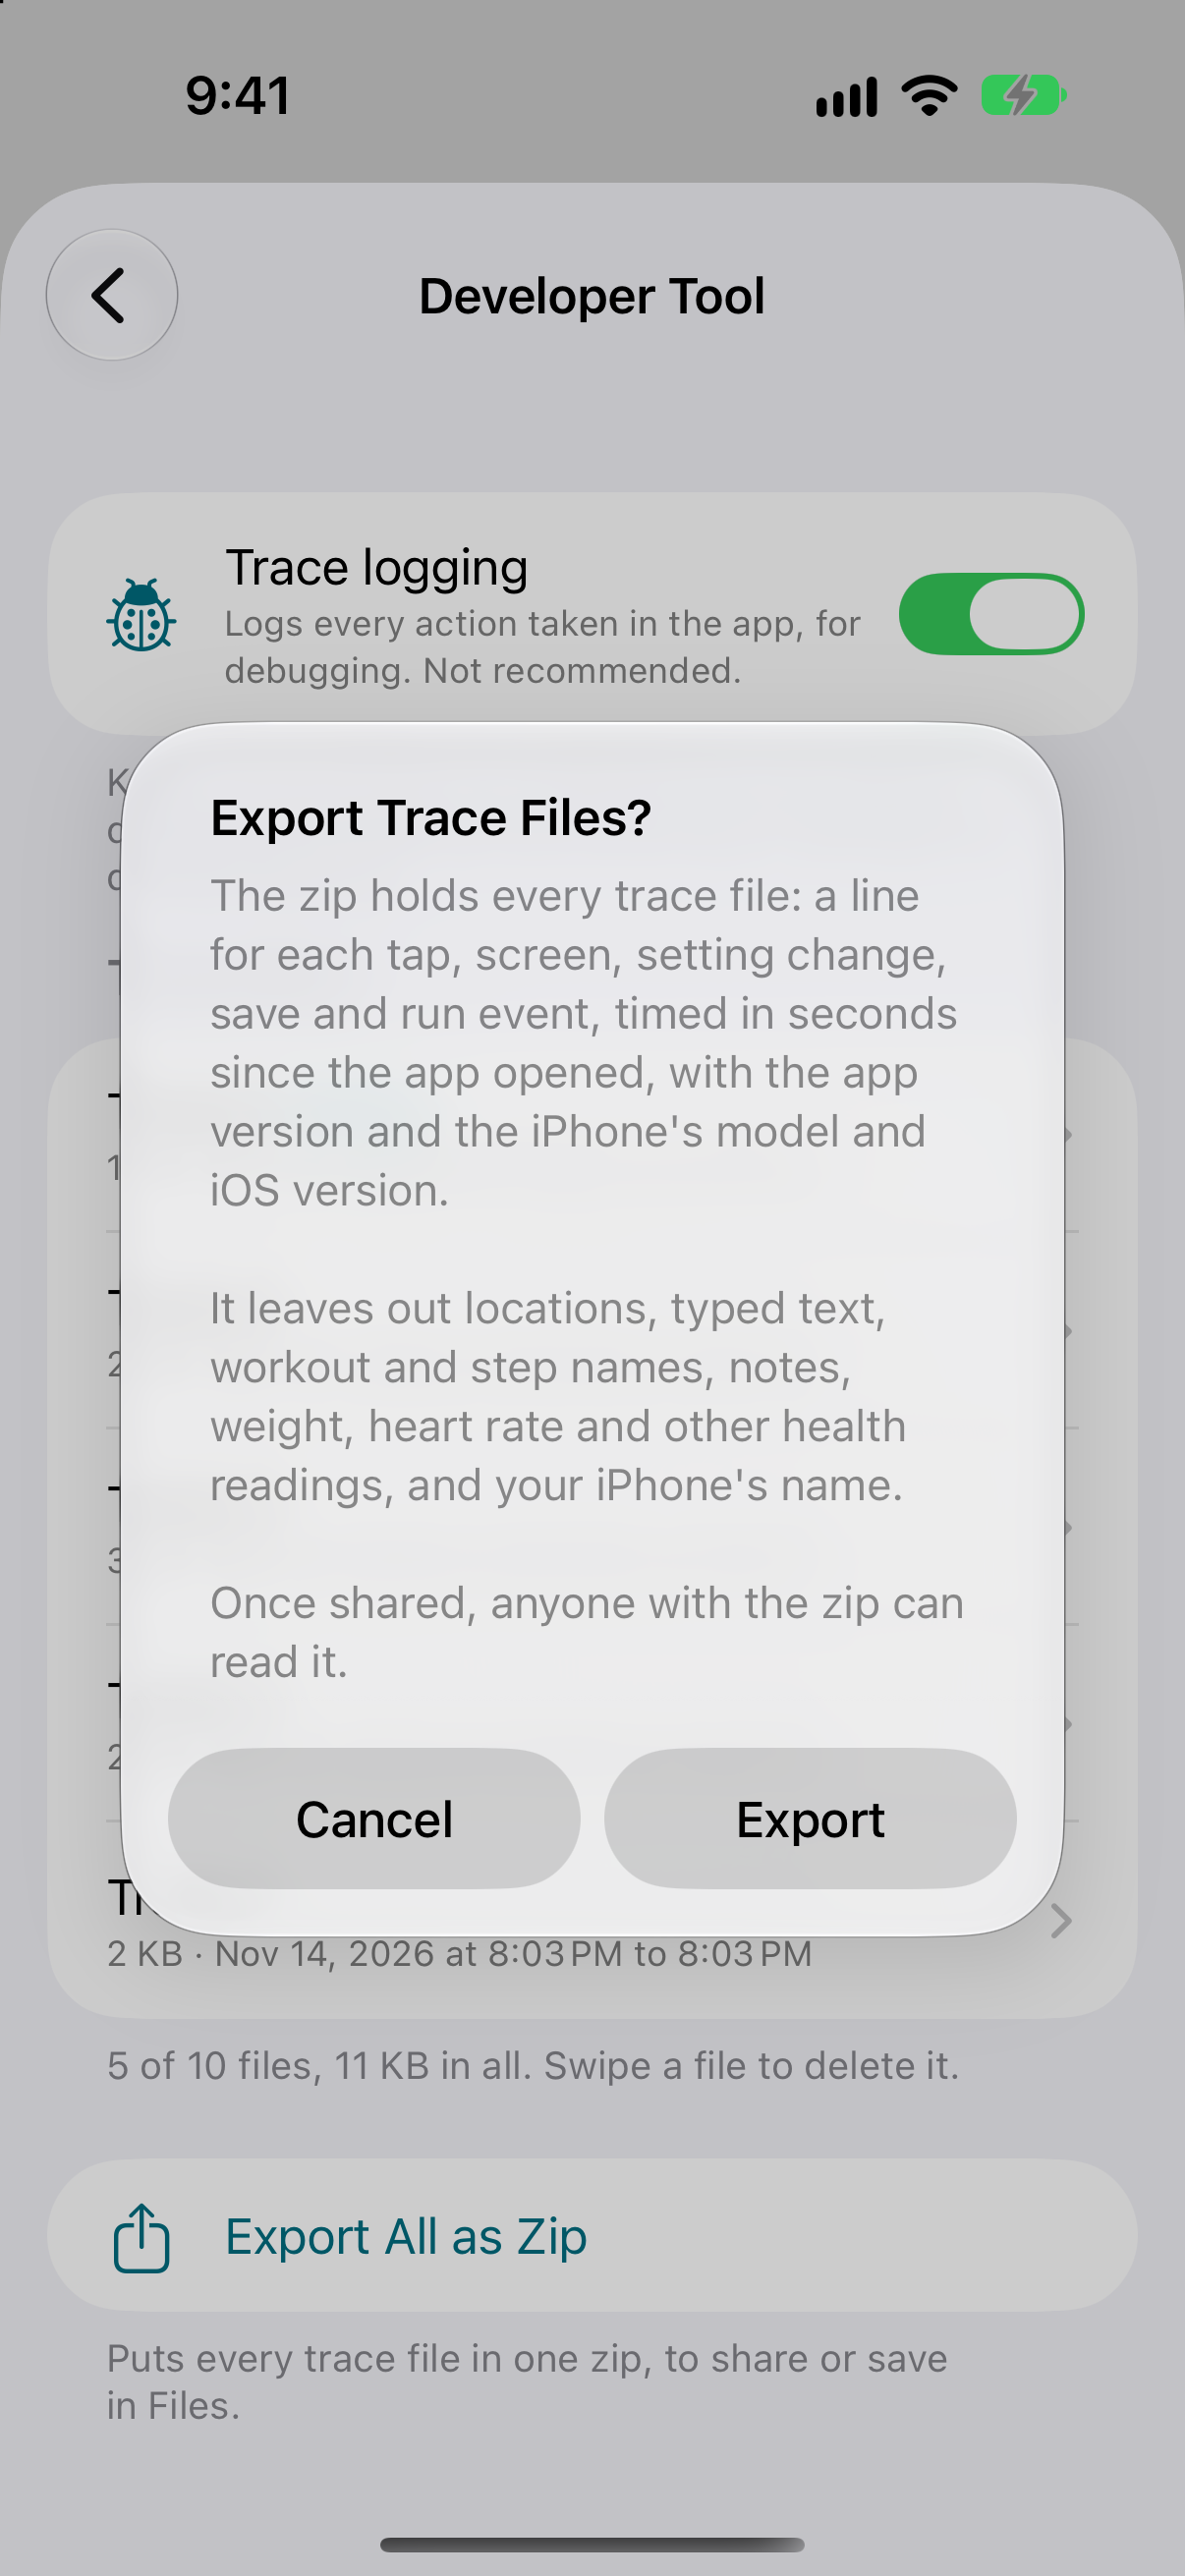 9:41
Developer Tool
Trace logging
Logs every action taken in the app, for
debugging. Not recommended.
Export Trace Files?
The zip holds every trace file: a line
for each tap, screen, setting change,
save and run event, timed in seconds
since the app opened, with the app
version and the iPhone's model and
iOS version.
It leaves out locations, typed text,
workout and step names, notes,
weight, heart rate and other health
readings, and your iPhone's name.
Once shared, anyone with the zip can
read it.
Cancel
Export
2 KB · Nov 14, 2026 at 8:03 PM to 8:03 PM
5 of 10 files, 11 KB in all. Swipe a file to delete it.
Export All as Zip
Puts every trace file in one zip, to share or save
in Files.